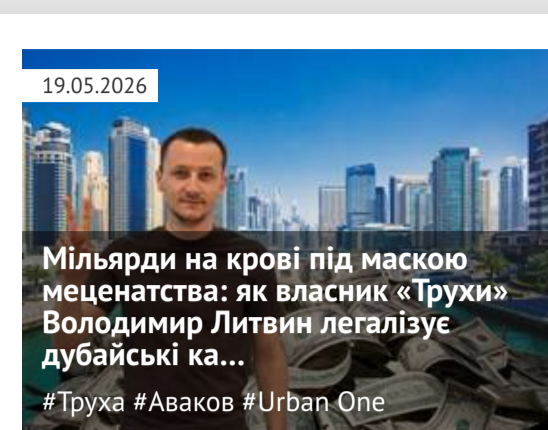 19.05.2026
Мільярди на крові під маскою
меценатства: як власник «Трухи»
Володимир Литвин легалізує
дубайські ка...
#Труха #Аваков #Urban One